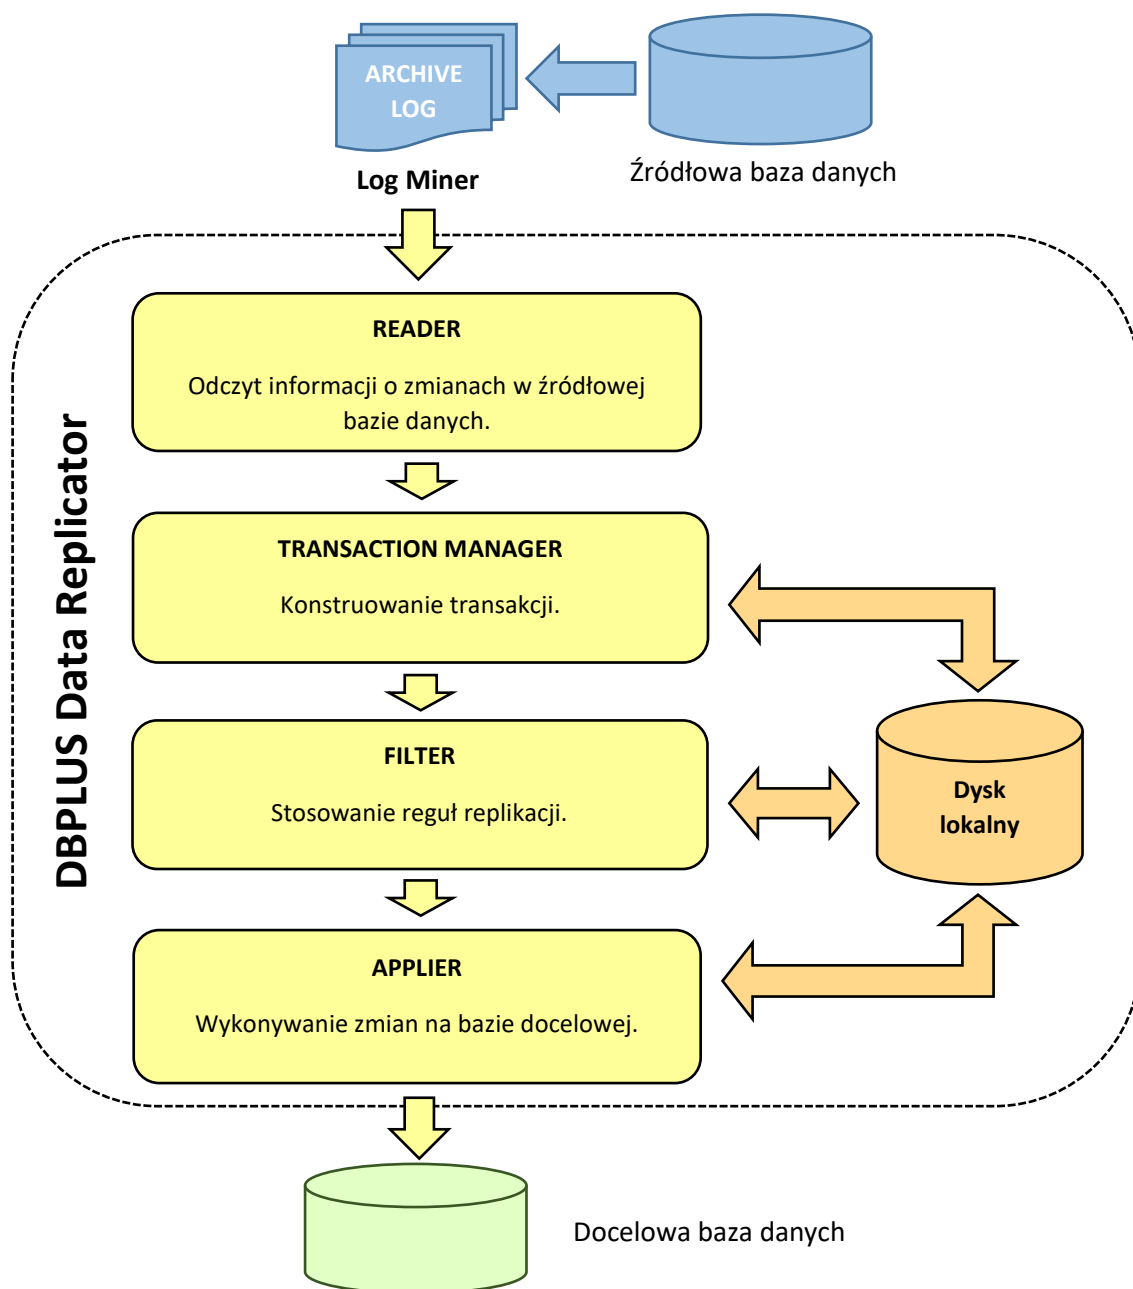 ARCHIVE
LOG
Log Miner
Źródłowa baza danych
DBPLUS Data Replicator
READER
Odczyt informacji o zmianach w źródłowej
bazie danych.
TRANSACTION MANAGER
Konstruowanie transakcji.
FILTER
Stosowanie reguł replikacji.
Dysk
lokalny
APPLIER
Wykonywanie zmian na bazie docelowej.
Docelowa baza danych